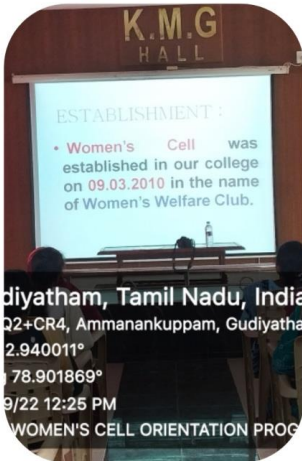 K.M.G
HALL
ESTABLISHMENT :
• Women's Cell was
established in our college
on 09.03.2010 in the name
of Women's Welfare Club.
diyatham, Tamil Nadu, India
Q2+CR4, Ammanankuppam, Gudiyatha
2.940011°
78.901869°
9/22 12:25 PM
WOMEN'S CELL ORIENTATION PROG